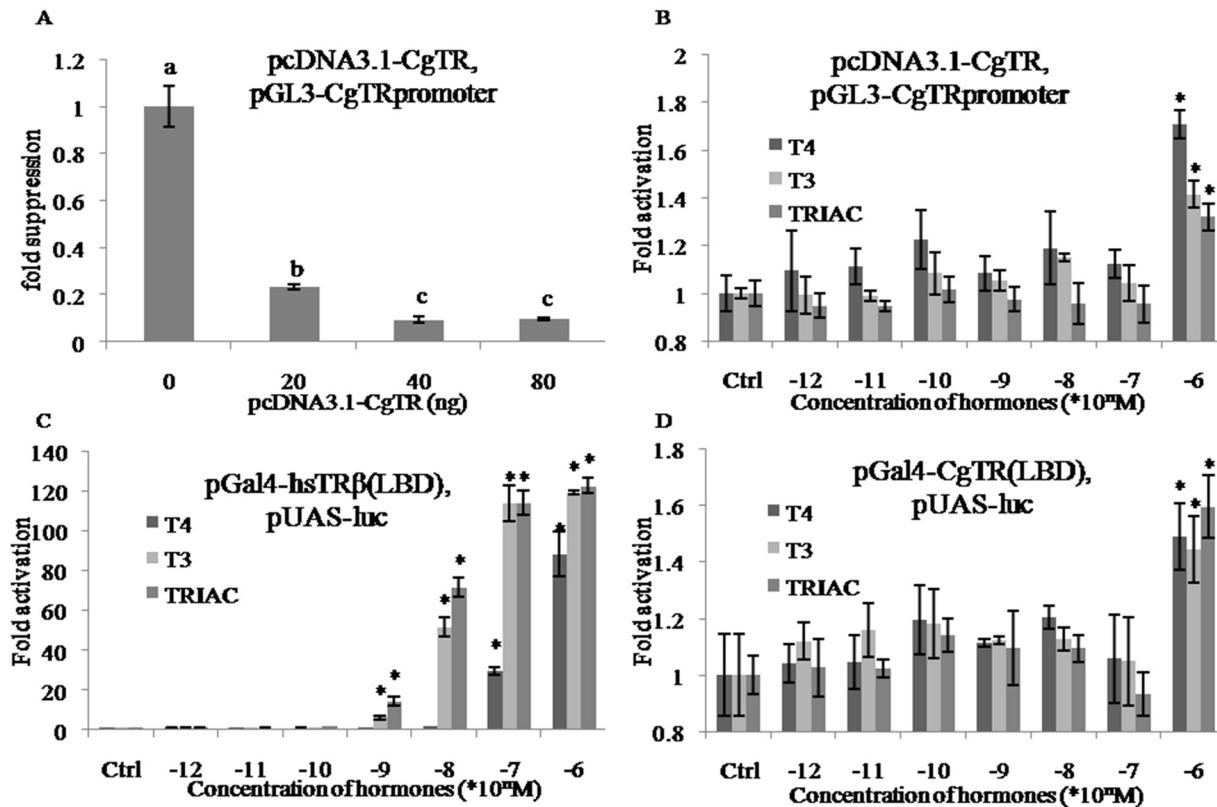 A
pcDNA3.1-CgTR,
pGL3-CgTRpromoter
fold suppression
1.2
1
0.8
0.6
0.4
0.2
0
a
b
c
c
0 20 40 80
pcDNA3.1-CgTR (ng)
B
pcDNA3.1-CgTR,
pGL3-CgTRpromoter
Fold activation
2
1.8
1.6
1.4
1.2
1
0.8
T4
T3
TRIAC
* * *
Ctrl -12 -11 -10 -9 -8 -7 -6
Concentration of hormones (*10ⁿM)
C
pGal4-hsTRβ(LBD),
pUAS-luc
Fold activation
140
120
100
80
60
40
20
0
T4
T3
TRIAC
* * * * * * * * * *
Ctrl -12 -11 -10 -9 -8 -7 -6
Concentration of hormones (*10ⁿM)
D
pGal4-CgTR(LBD),
pUAS-luc
Fold activation
1.8
1.6
1.4
1.2
1
0.8
T4
T3
TRIAC
* * *
Ctrl -12 -11 -10 -9 -8 -7 -6
Concentration of hormones (*10ⁿM)